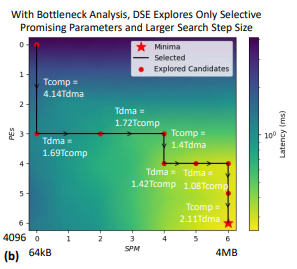 With Bottleneck Analysis, DSE Explores Only Selective
Promising Parameters and Larger Search Step Size
0
1
2
3
4
5
6
PEs
4096
Minima
Selected
Explored Candidates
Tcomp =
4.14Tdma
Tdma =
1.72Tcomp
Tdma =
1.69Tcomp
Tcomp =
1.4Tdma
Tdma =
1.42Tcomp
Tdma =
1.08Tcomp
Tcomp =
2.11Tdma
0 1 2 3 4 5 6
64kB SPM 4MB
(b)
10⁰
Latency (ms)